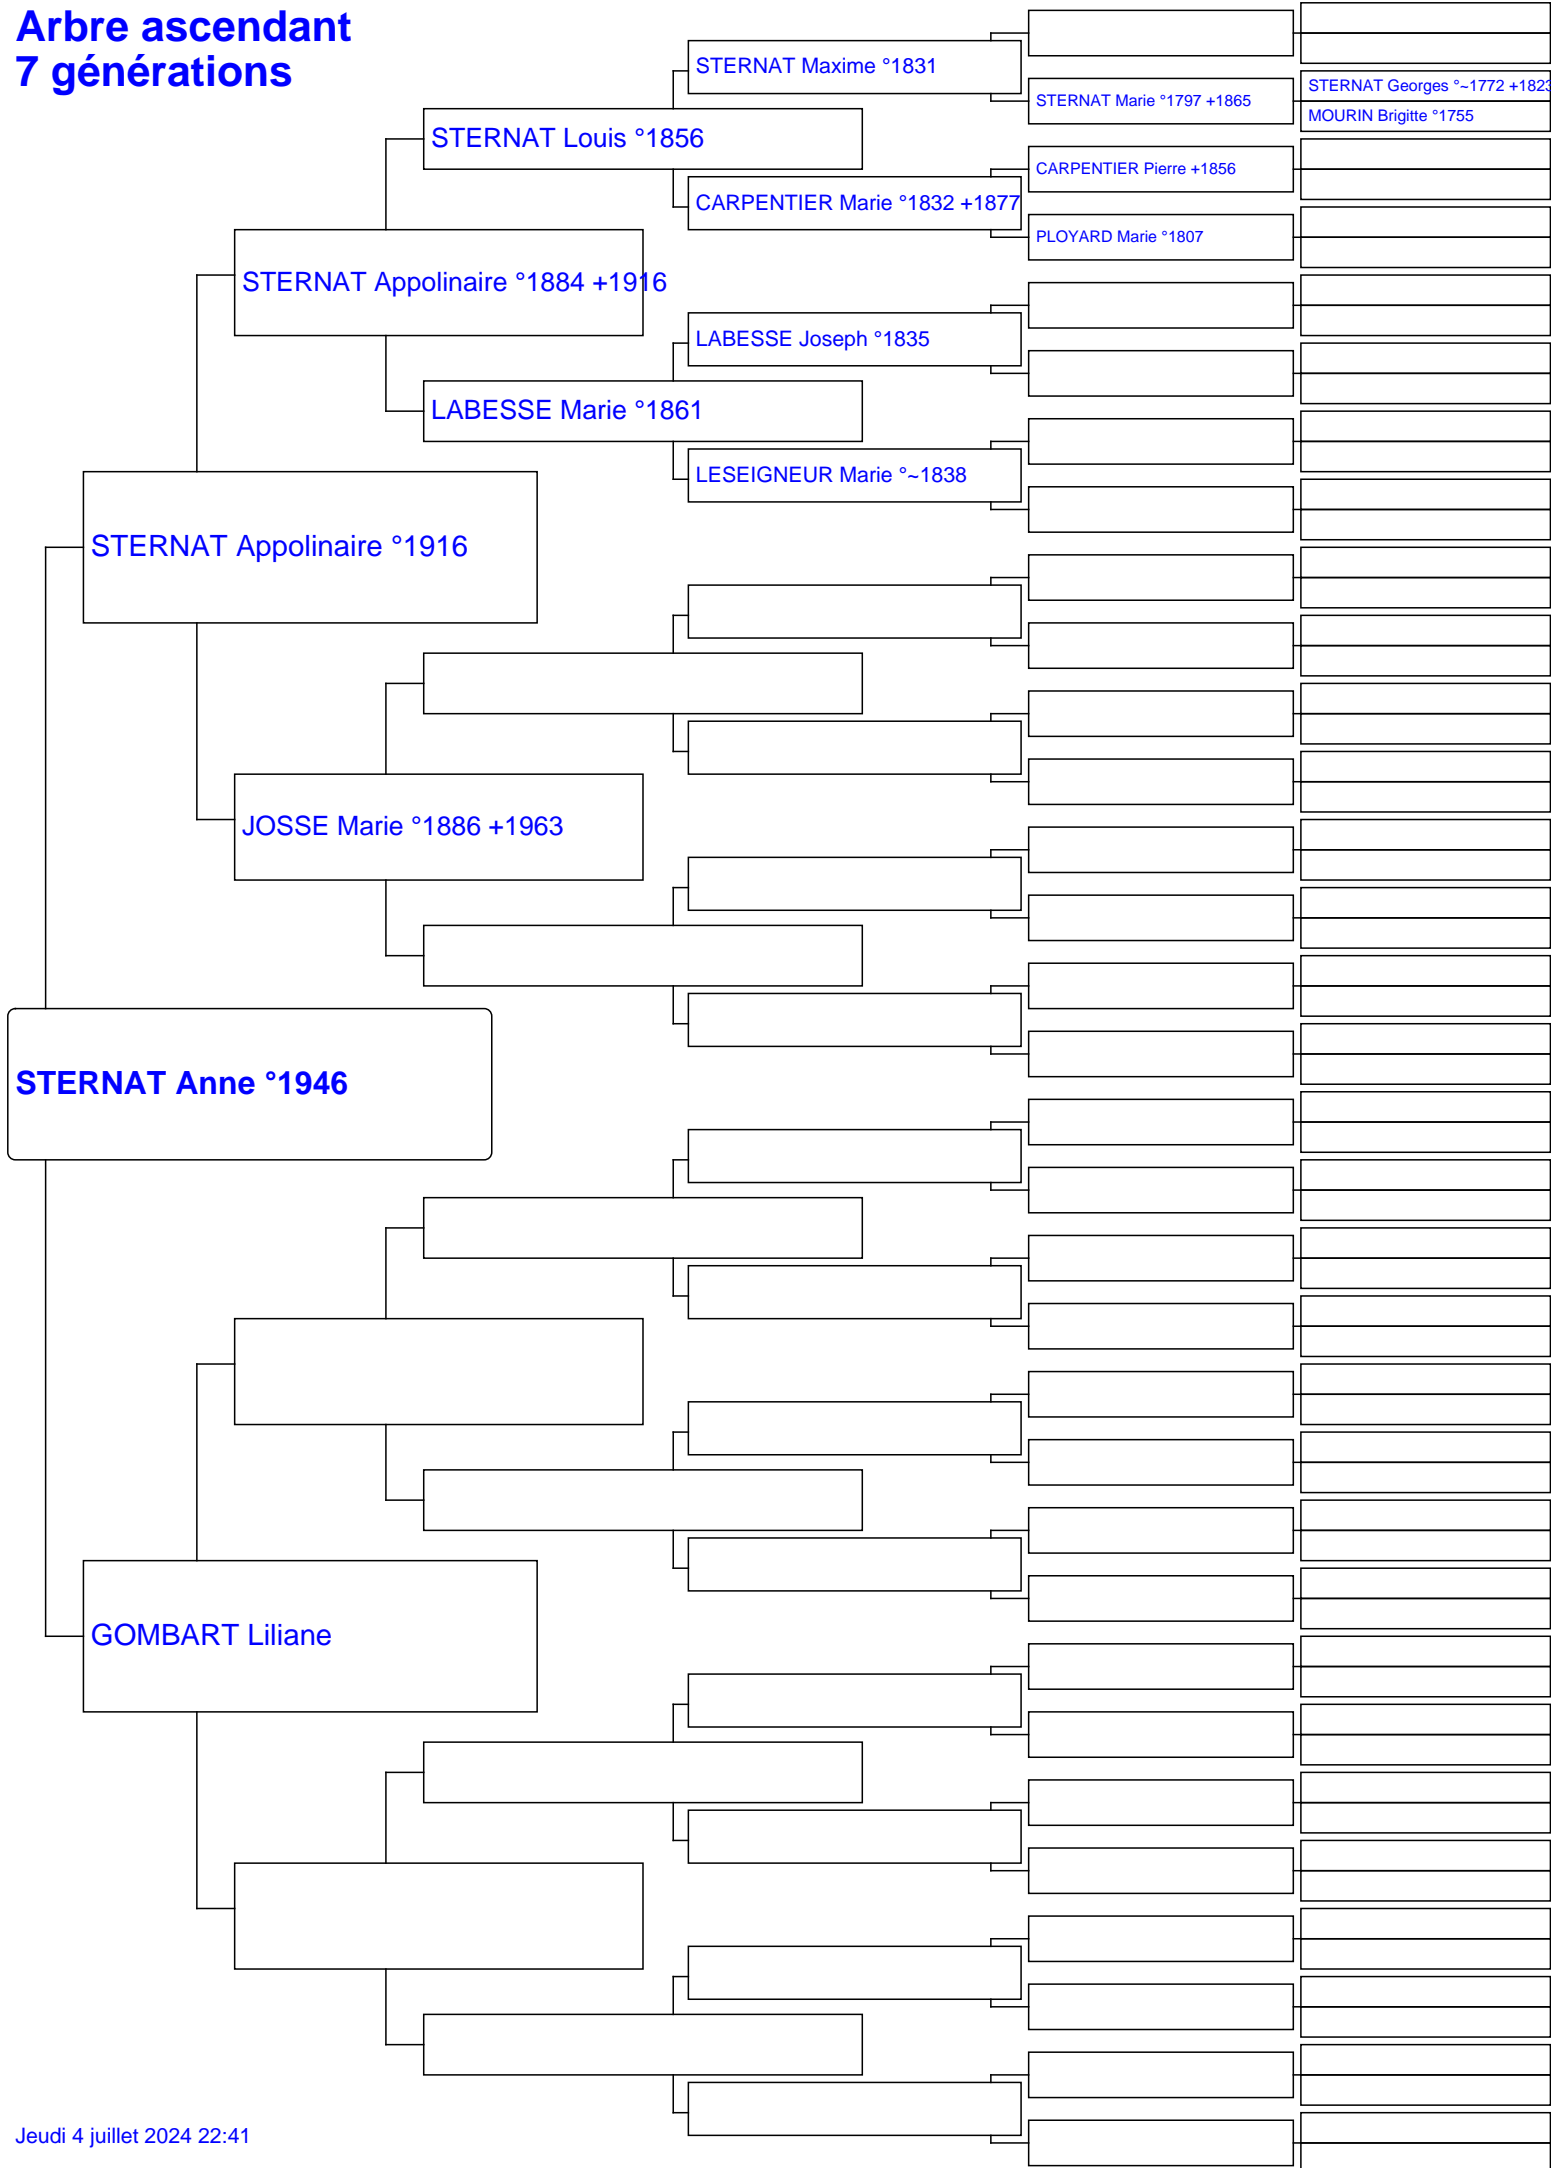 Arbre ascendant
7 générations
STERNAT Maxime °1831
STERNAT Marie °1797 +1865
STERNAT Georges °~1772 +1823
MOURIN Brigitte °1755
STERNAT Louis °1856
CARPENTIER Pierre +1856
CARPENTIER Marie °1832 +1877
PLOYARD Marie °1807
STERNAT Appolinaire °1884 +1916
LABESSE Joseph °1835
LABESSE Marie °1861
LESEIGNEUR Marie °~1838
STERNAT Appolinaire °1916
JOSSE Marie °1886 +1963
STERNAT Anne °1946
GOMBART Liliane
Jeudi 4 juillet 2024 22:41